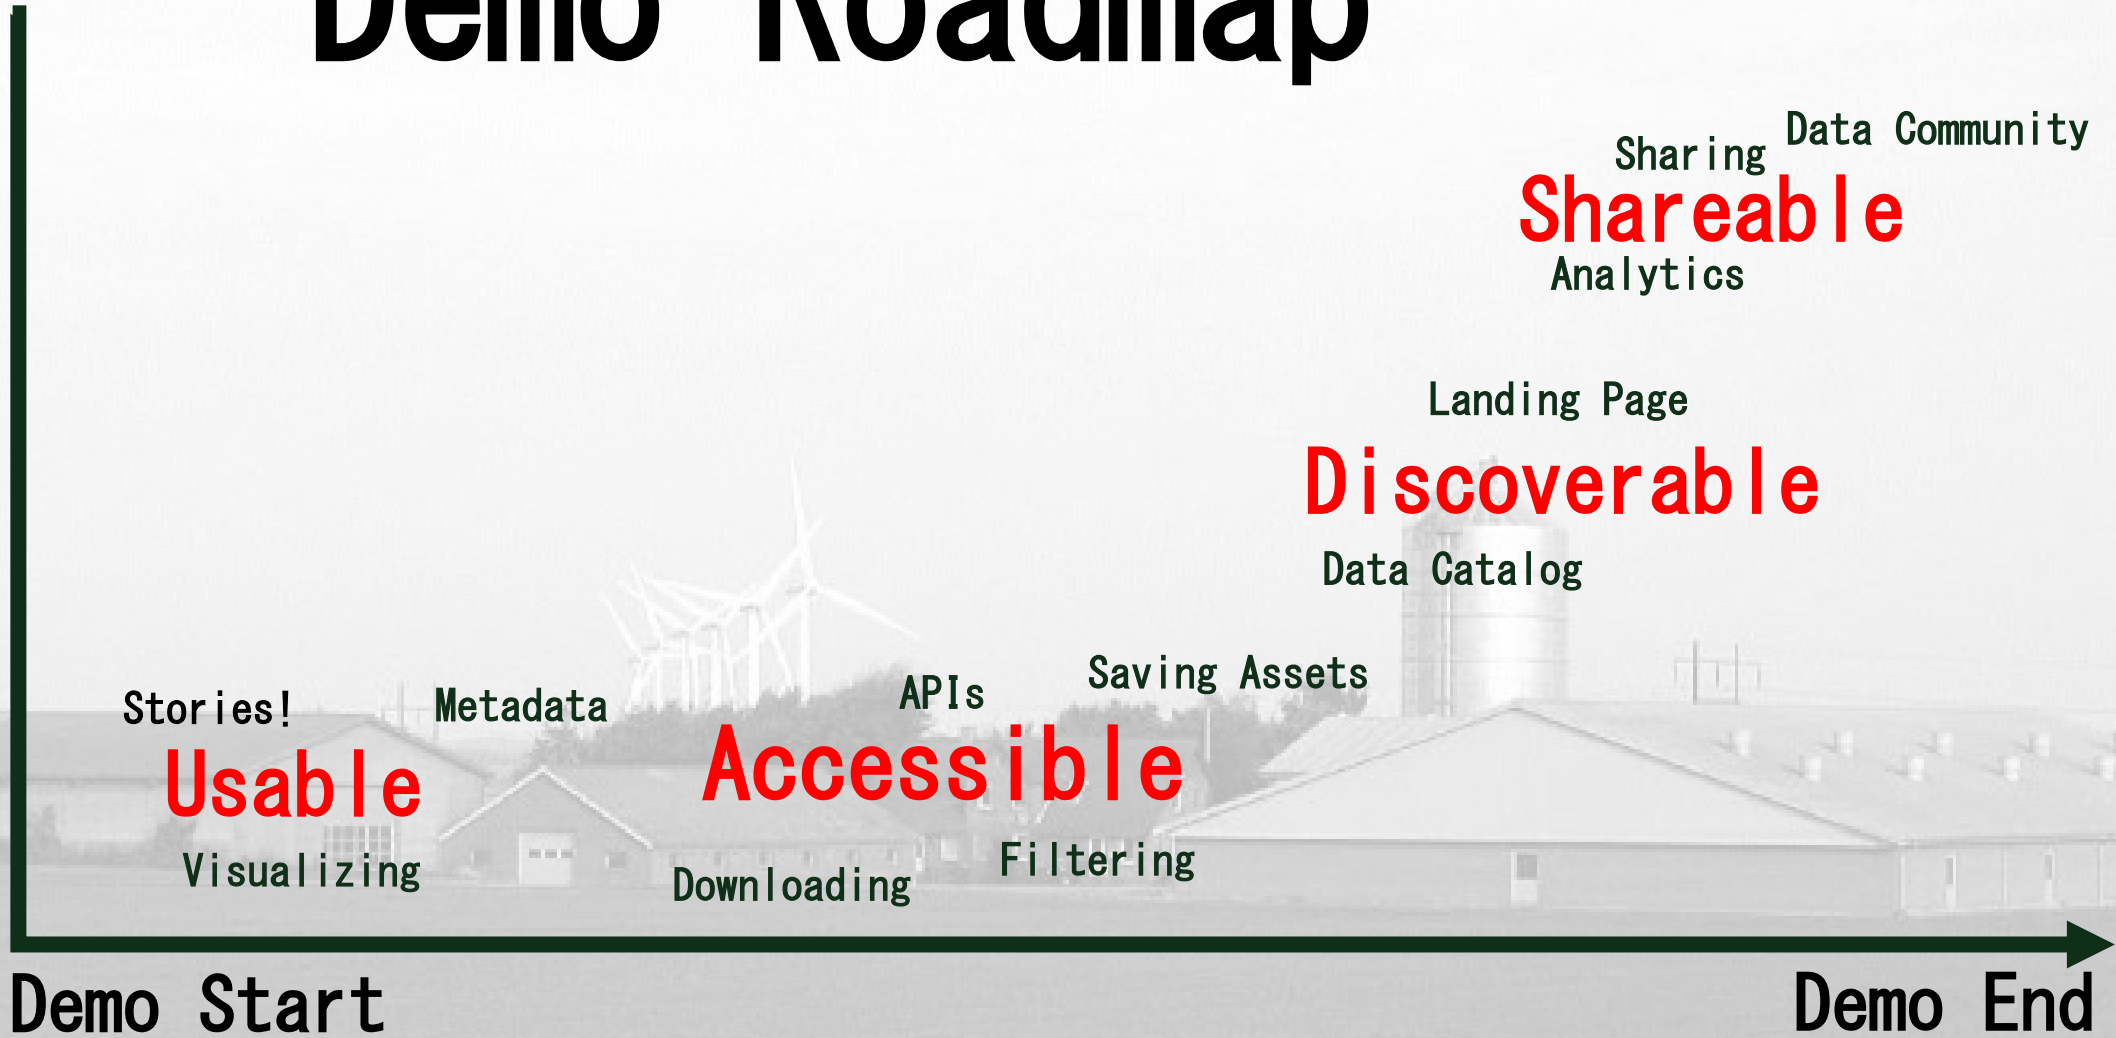 Demo Roadmap
Data Community
Sharing
Shareable
Analytics
Landing Page
Discoverable
Data Catalog
Saving Assets
APIs
Stories!
Metadata
Accessible
Usable
Filtering
Visualizing
Downloading
Demo Start
Demo End